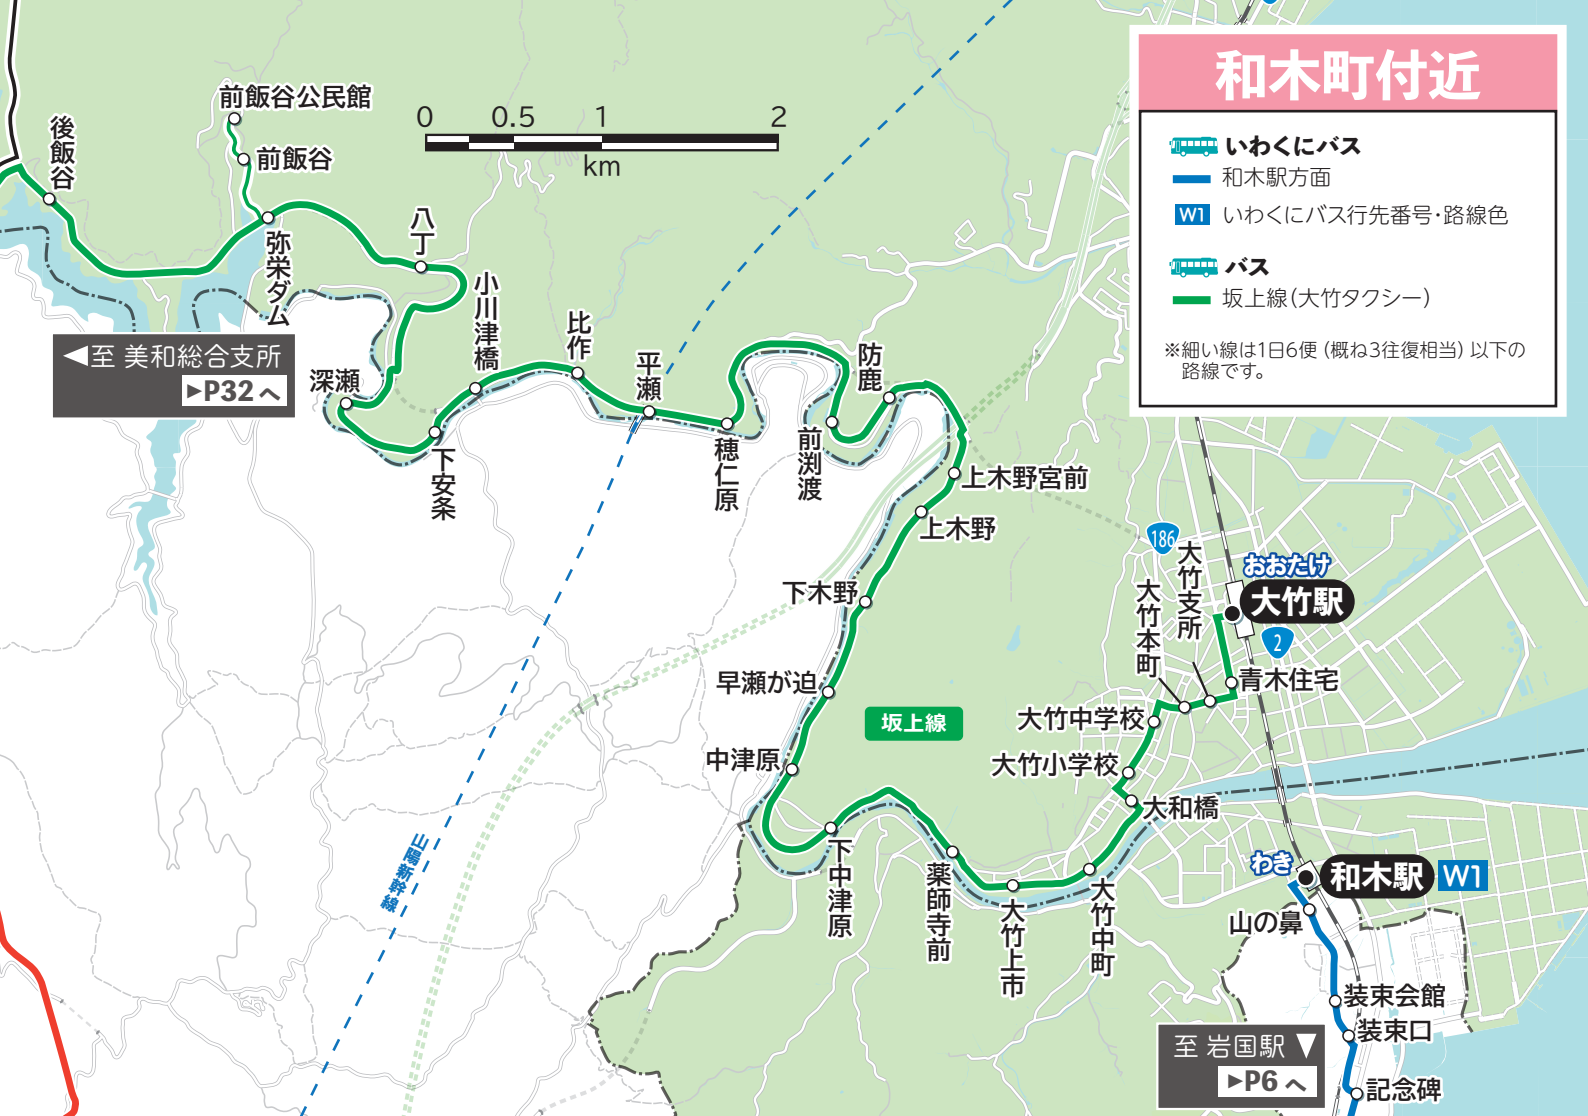 和木町付近
いわくにバス
和木駅方面
W1 いわくにバス行先番号・路線色
バス
坂上線(大竹タクシー)
※細い線は1日6便(概ね3往復相当)以下の
路線です。
0 0.5 1 2
km
前飯谷公民館
前飯谷
後飯谷
弥栄ダム
八丁
小川津橋
比作
平瀬
深瀬
下安条
穂仁原
前渕渡
防鹿
上木野宮前
上木野
下木野
早瀬が迫
中津原
下中津原
薬師寺前
大竹上市
大竹中町
大和橋
大竹小学校
大竹中学校
大竹本町
大竹支所
青木住宅
おおたけ
大竹駅
186
2
坂上線
山陽新幹線
◀至 美和総合支所
▶P32へ
わき
和木駅 W1
山の鼻
装束会館
装束口
記念碑
至 岩国駅▼
▶P6へ